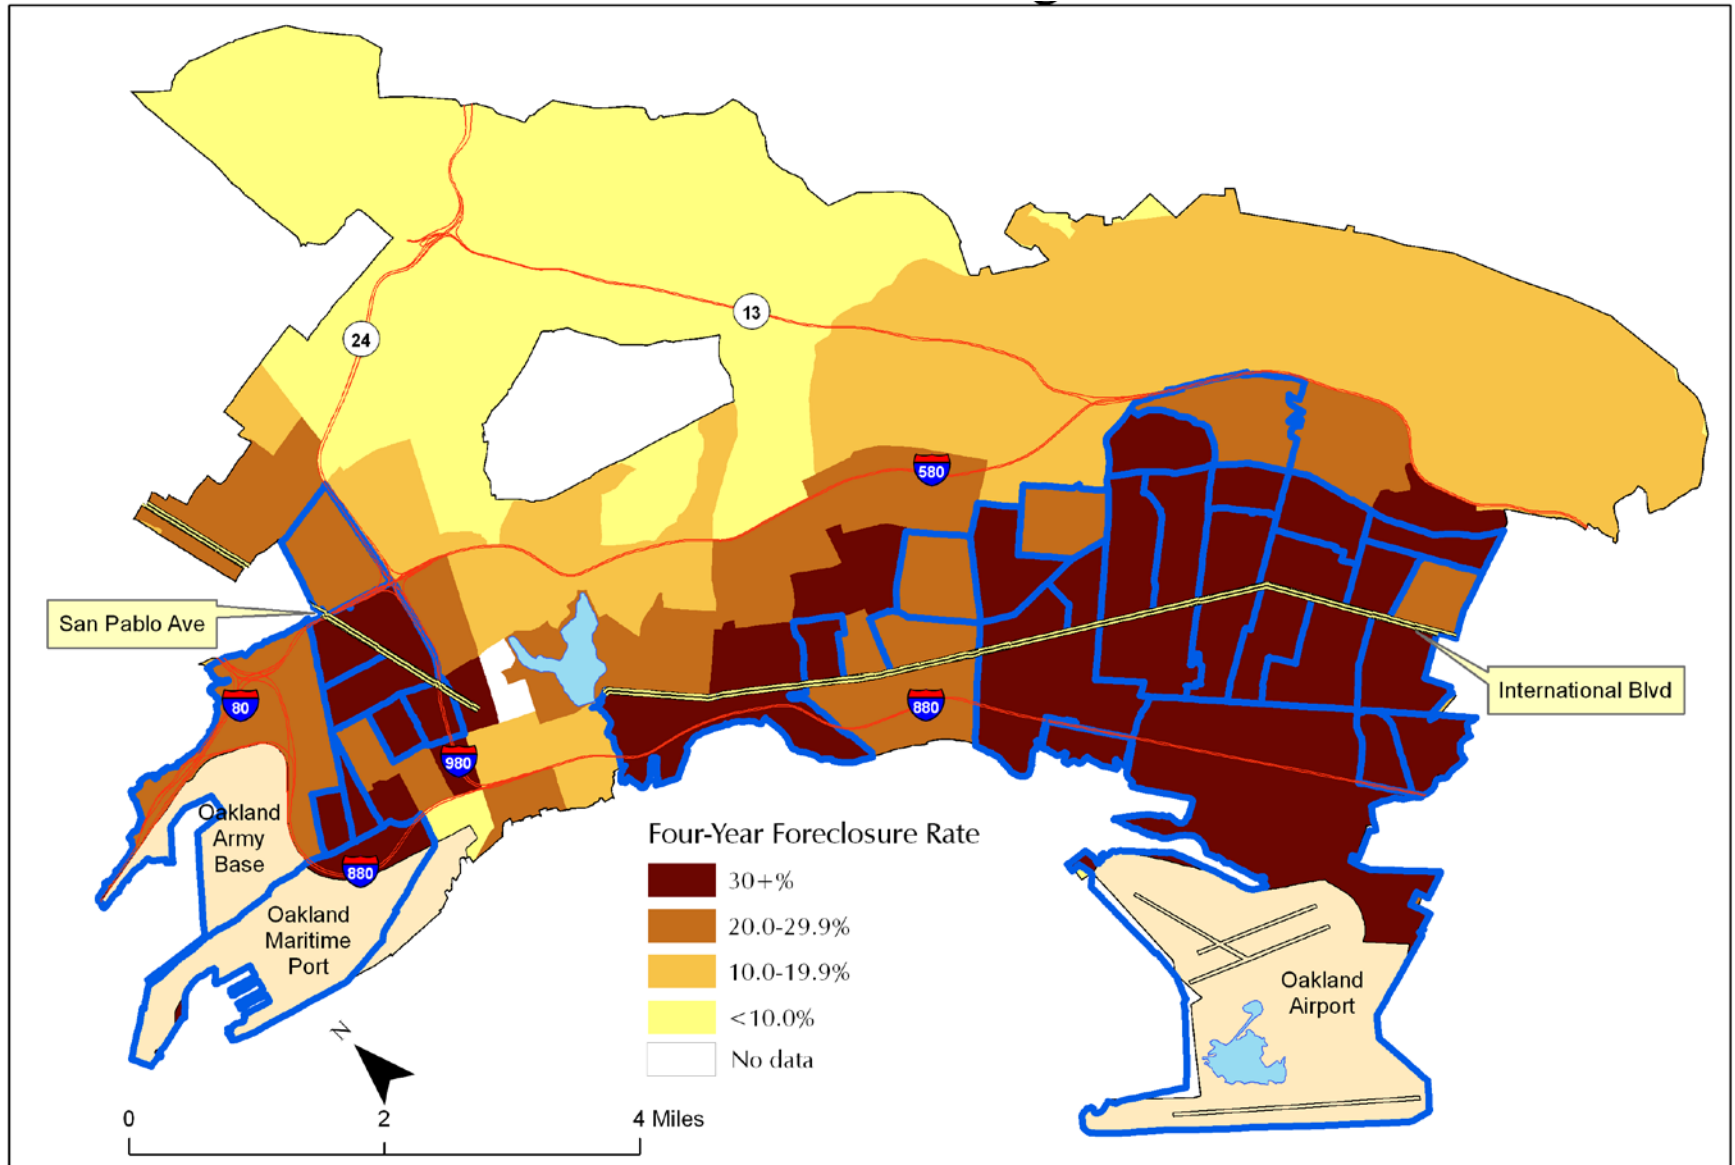 24
13
580
San Pablo Ave
International Blvd
80
880
980
Oakland
Army
Base
880
Oakland
Maritime
Port
Oakland
Airport
Four-Year Foreclosure Rate
30+%
20.0-29.9%
10.0-19.9%
<10.0%
No data
N
0 2 4 Miles